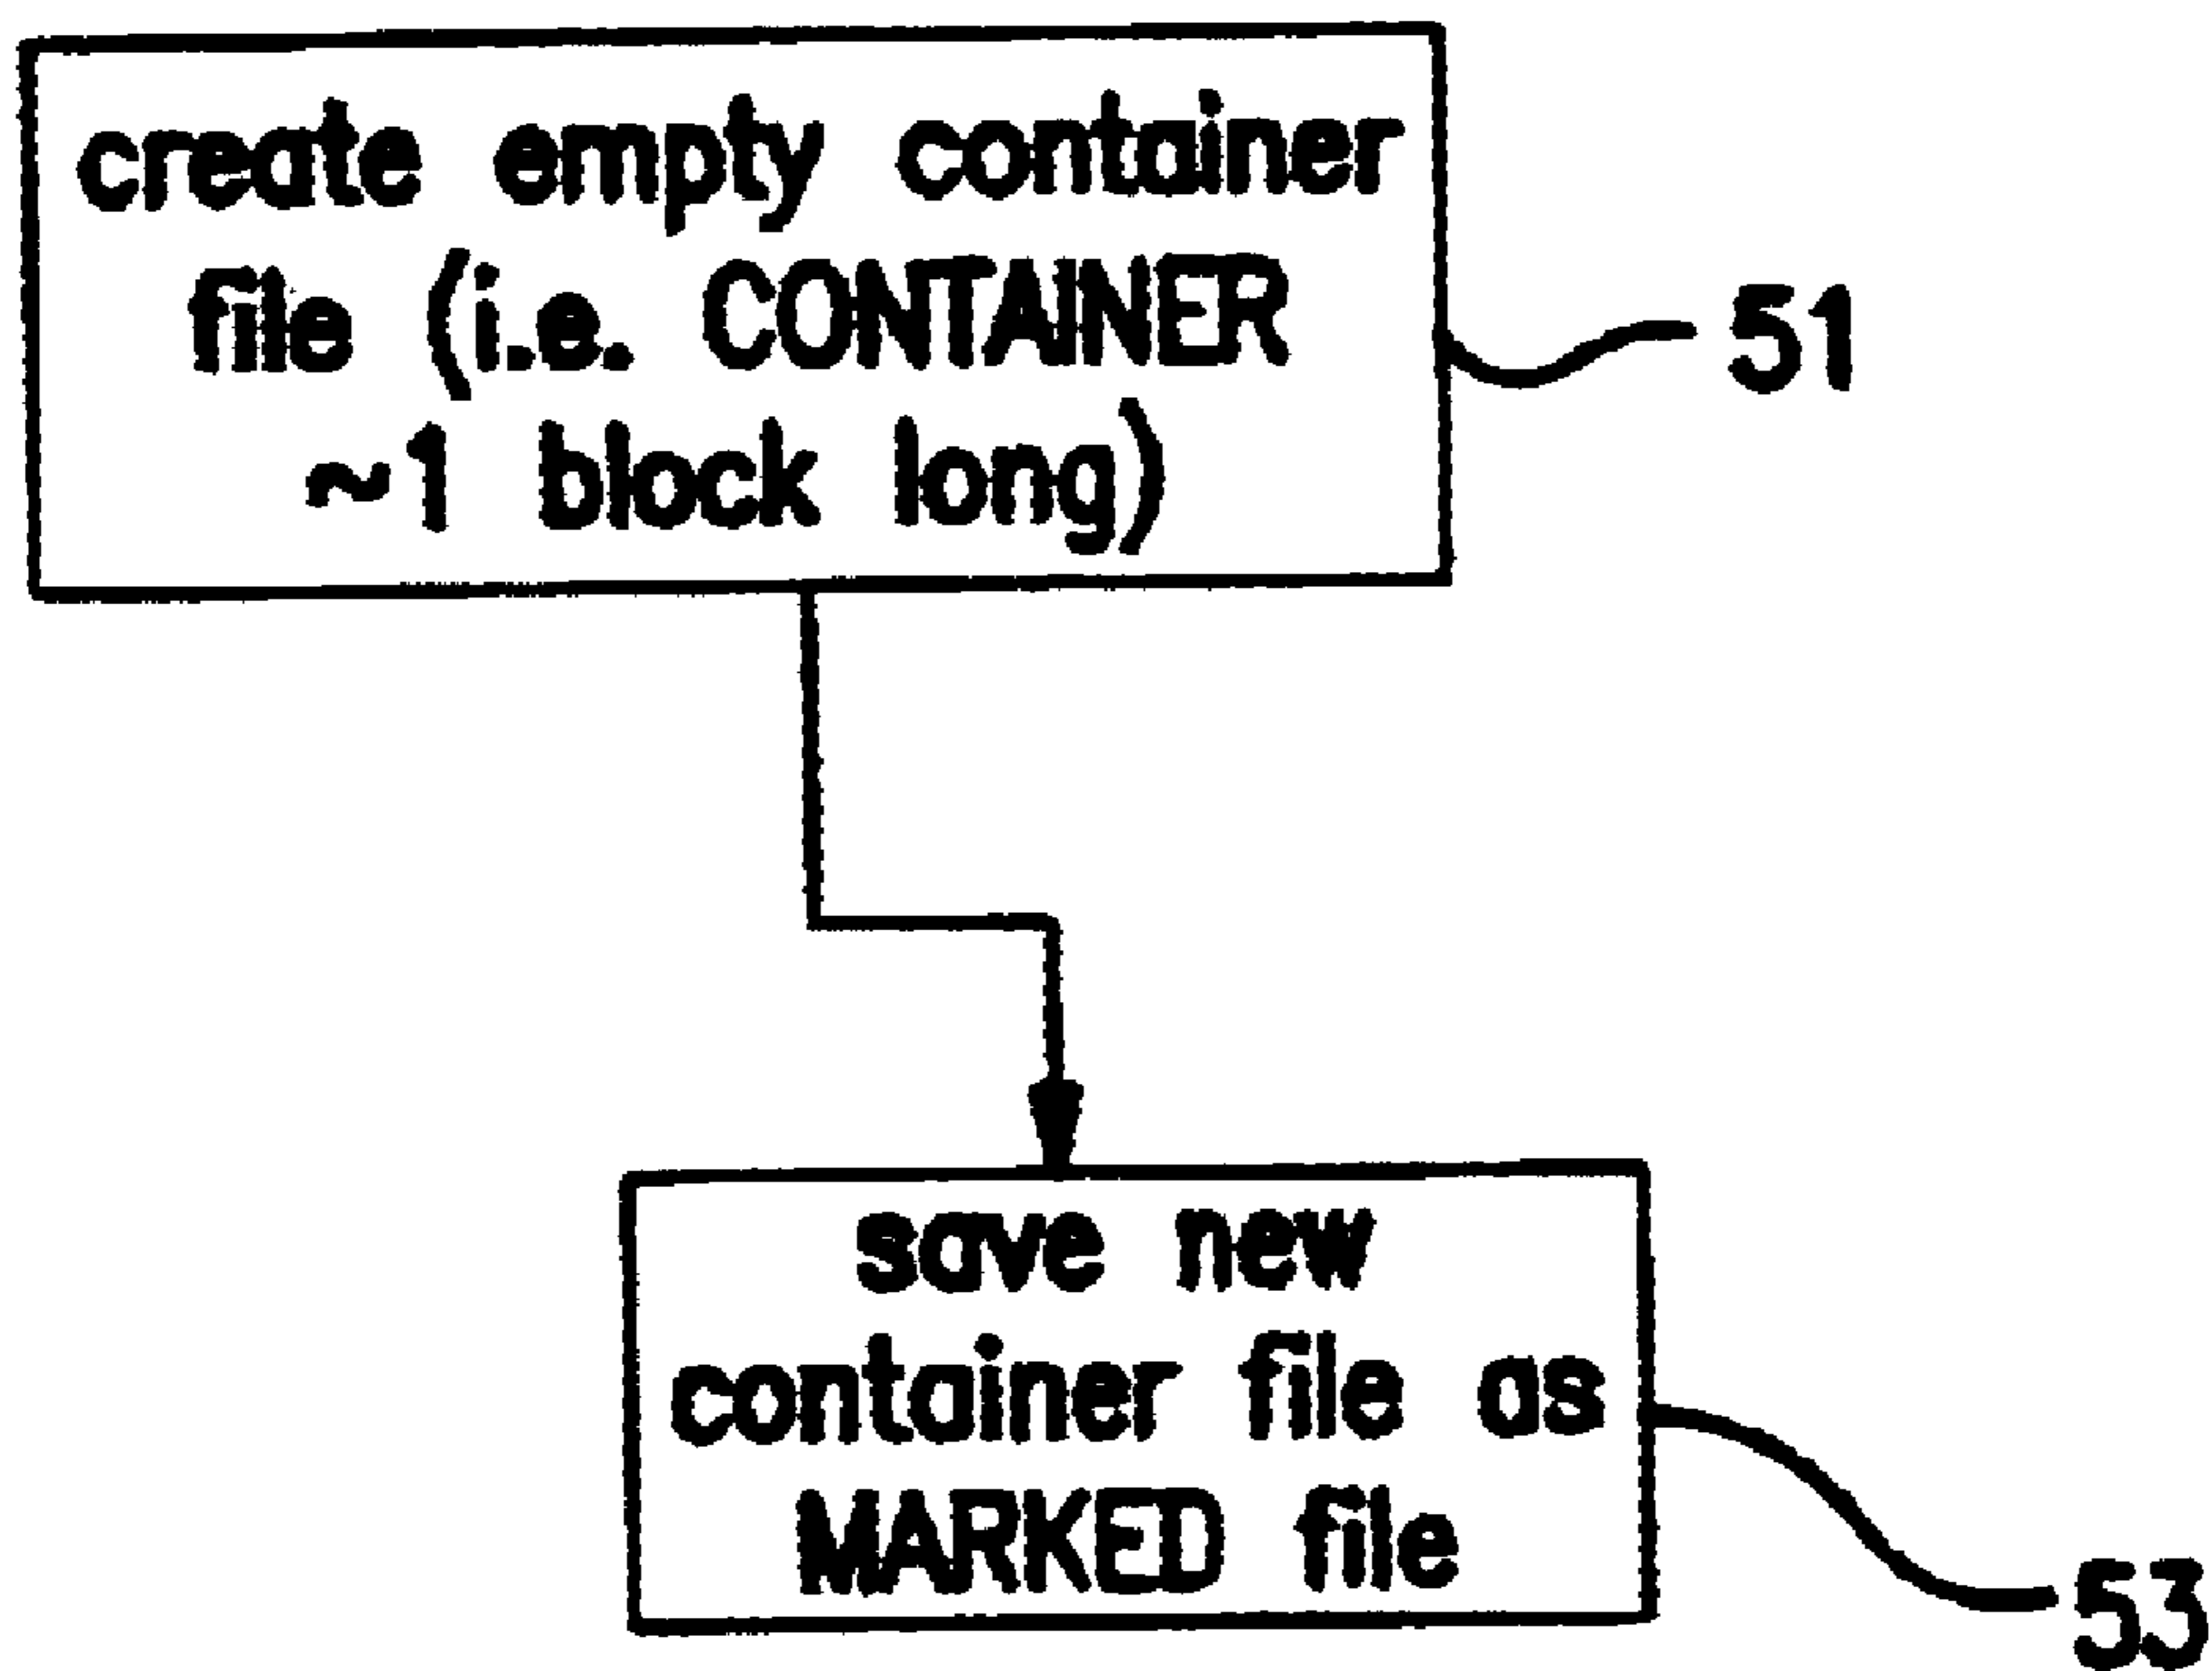 create empty container
file (i.e. CONTAINER
~1 block long)
51
save new
container file as
MARKED file
53